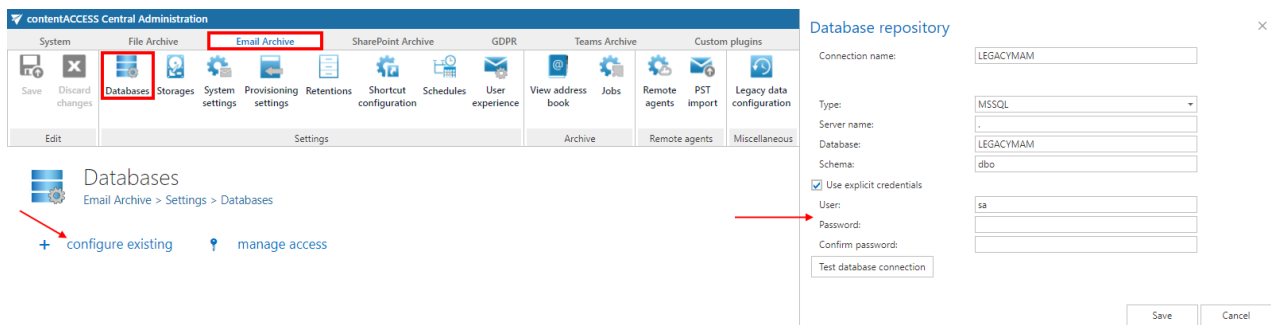 contentACCESS Central Administration
System File Archive Email Archive SharePoint Archive GDPR Teams Archive Custom plugins
Save Discard changes Databases Storages System settings Provisioning settings Retentions Shortcut configuration Schedules User experience View address book Jobs Remote agents PST import Legacy data configuration
Edit Settings Archive Remote agents Miscellaneous
Databases
Email Archive > Settings > Databases
+ configure existing manage access
Database repository
Connection name: LEGACYMAM
Type: MSSQL
Server name: .
Database: LEGACYMAM
Schema: dbo
Use explicit credentials
User: sa
Password:
Confirm password:
Test database connection
Save Cancel